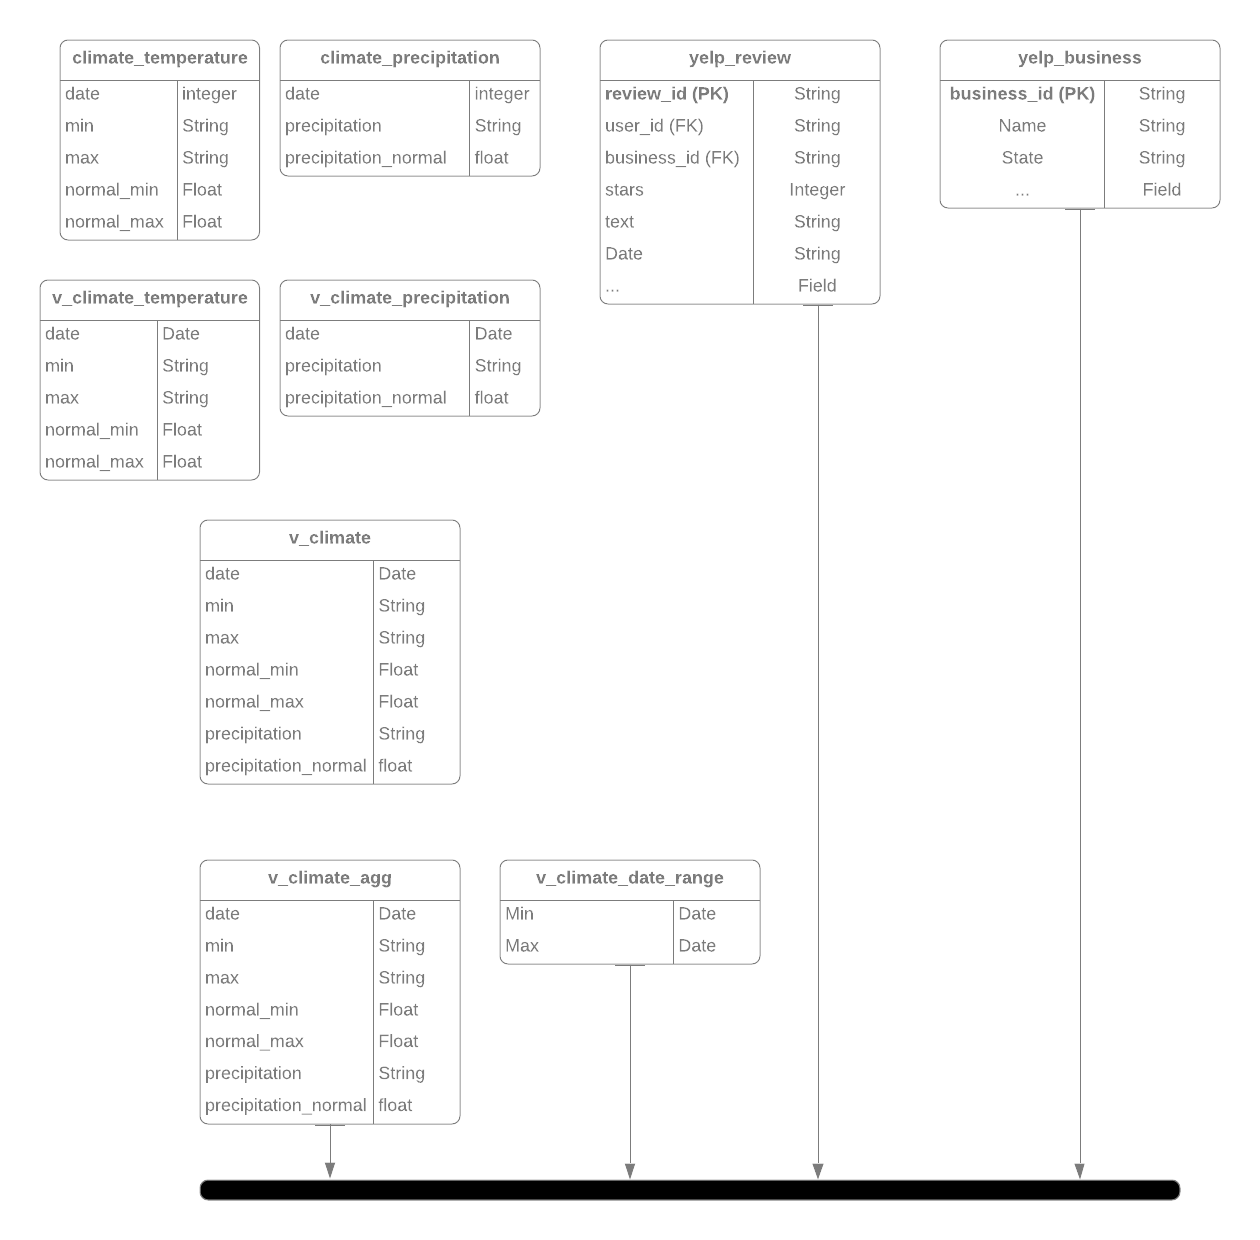 climate_temperature
date integer
min String
max String
normal_min Float
normal_max Float
climate_precipitation
date integer
precipitation String
precipitation_normal float
yelp_review
review_id (PK) String
user_id (FK) String
business_id (FK) String
stars Integer
text String
Date String
... Field
yelp_business
business_id (PK) String
Name String
State String
... Field
v_climate_temperature
date Date
min String
max String
normal_min Float
normal_max Float
v_climate_precipitation
date Date
precipitation String
precipitation_normal float
v_climate
date Date
min String
max String
normal_min Float
normal_max Float
precipitation String
precipitation_normal float
v_climate_agg
date Date
min String
max String
normal_min Float
normal_max Float
precipitation String
precipitation_normal float
v_climate_date_range
Min Date
Max Date